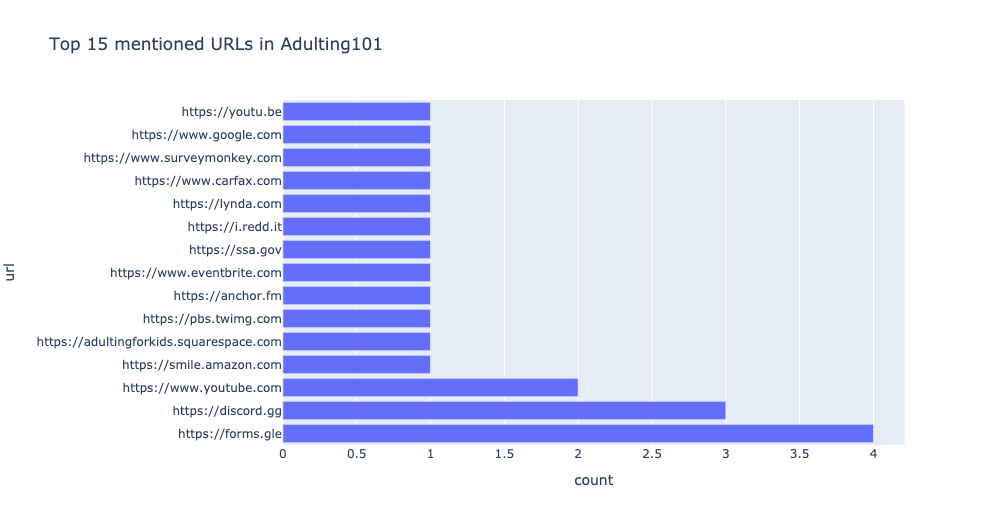 Top 15 mentioned URLs in Adulting101
https://youtu.be
https://www.google.com
https://www.surveymonkey.com
https://www.carfax.com
https://lynda.com
https://i.redd.it
https://ssa.gov
https://www.eventbrite.com
https://anchor.fm
https://pbs.twimg.com
https://adultingforkids.squarespace.com
https://smile.amazon.com
https://www.youtube.com
https://discord.gg
https://forms.gle
url
0 0.5 1 1.5 2 2.5 3 3.5 4
count